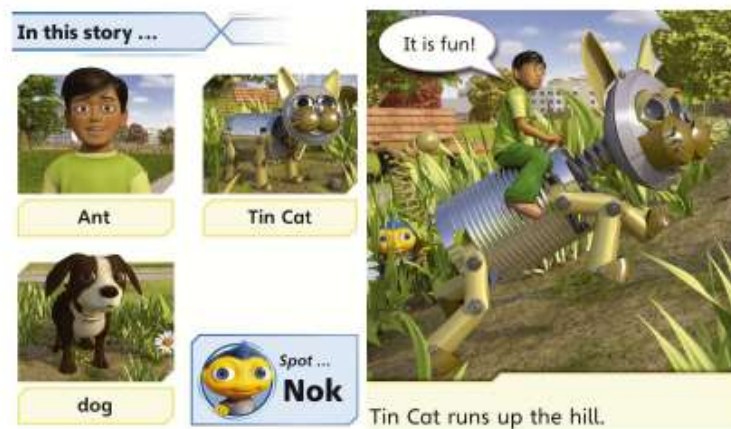 In this story ...
Ant
Tin Cat
dog
Spot ...
Nok
It is fun!
Tin Cat runs up the hill.